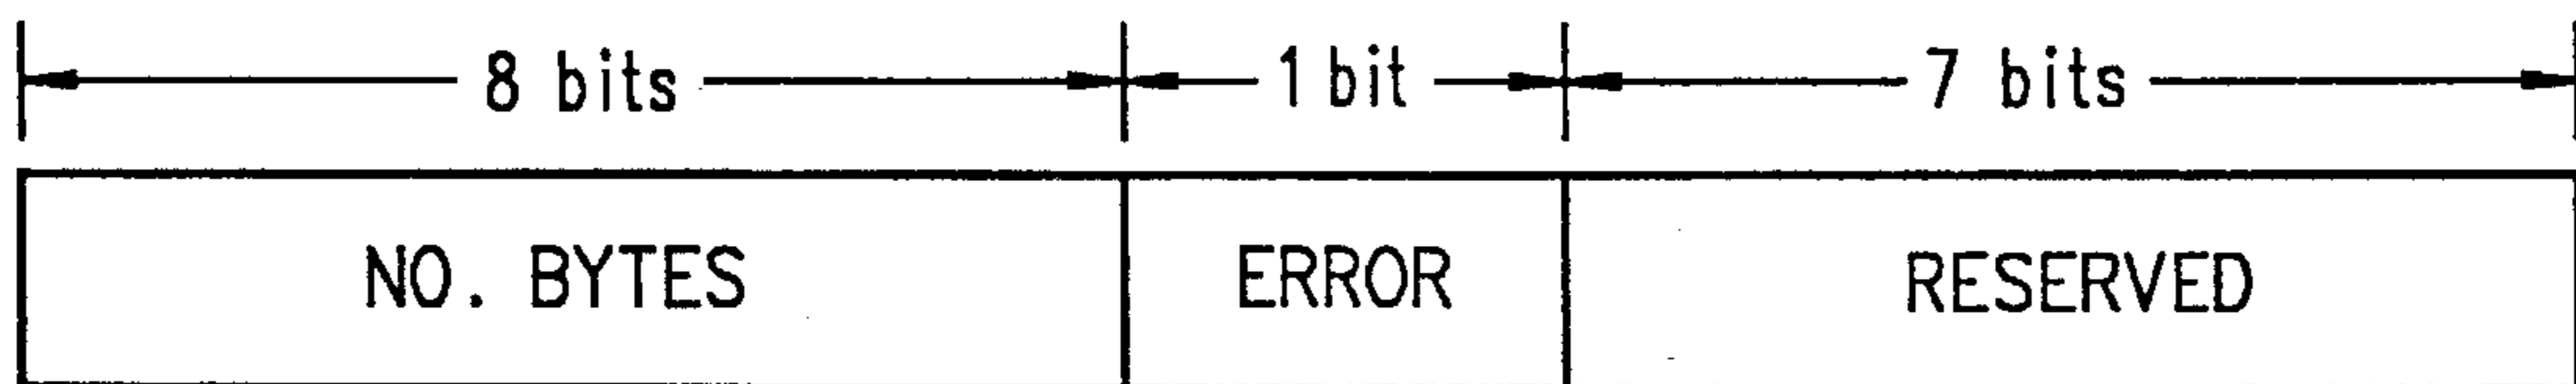 8 bits 1 bit 7 bits
NO. BYTES ERROR RESERVED